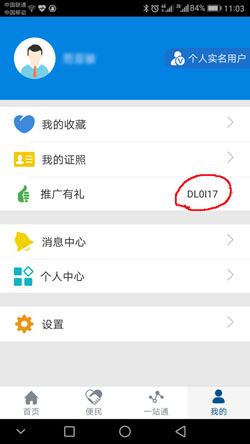 中国联通
中国移动
84% 11:03
个人实名用户
我的收藏
我的证照
推广有礼 DL0I17
消息中心
个人中心
设置
首页 便民 一站通 我的